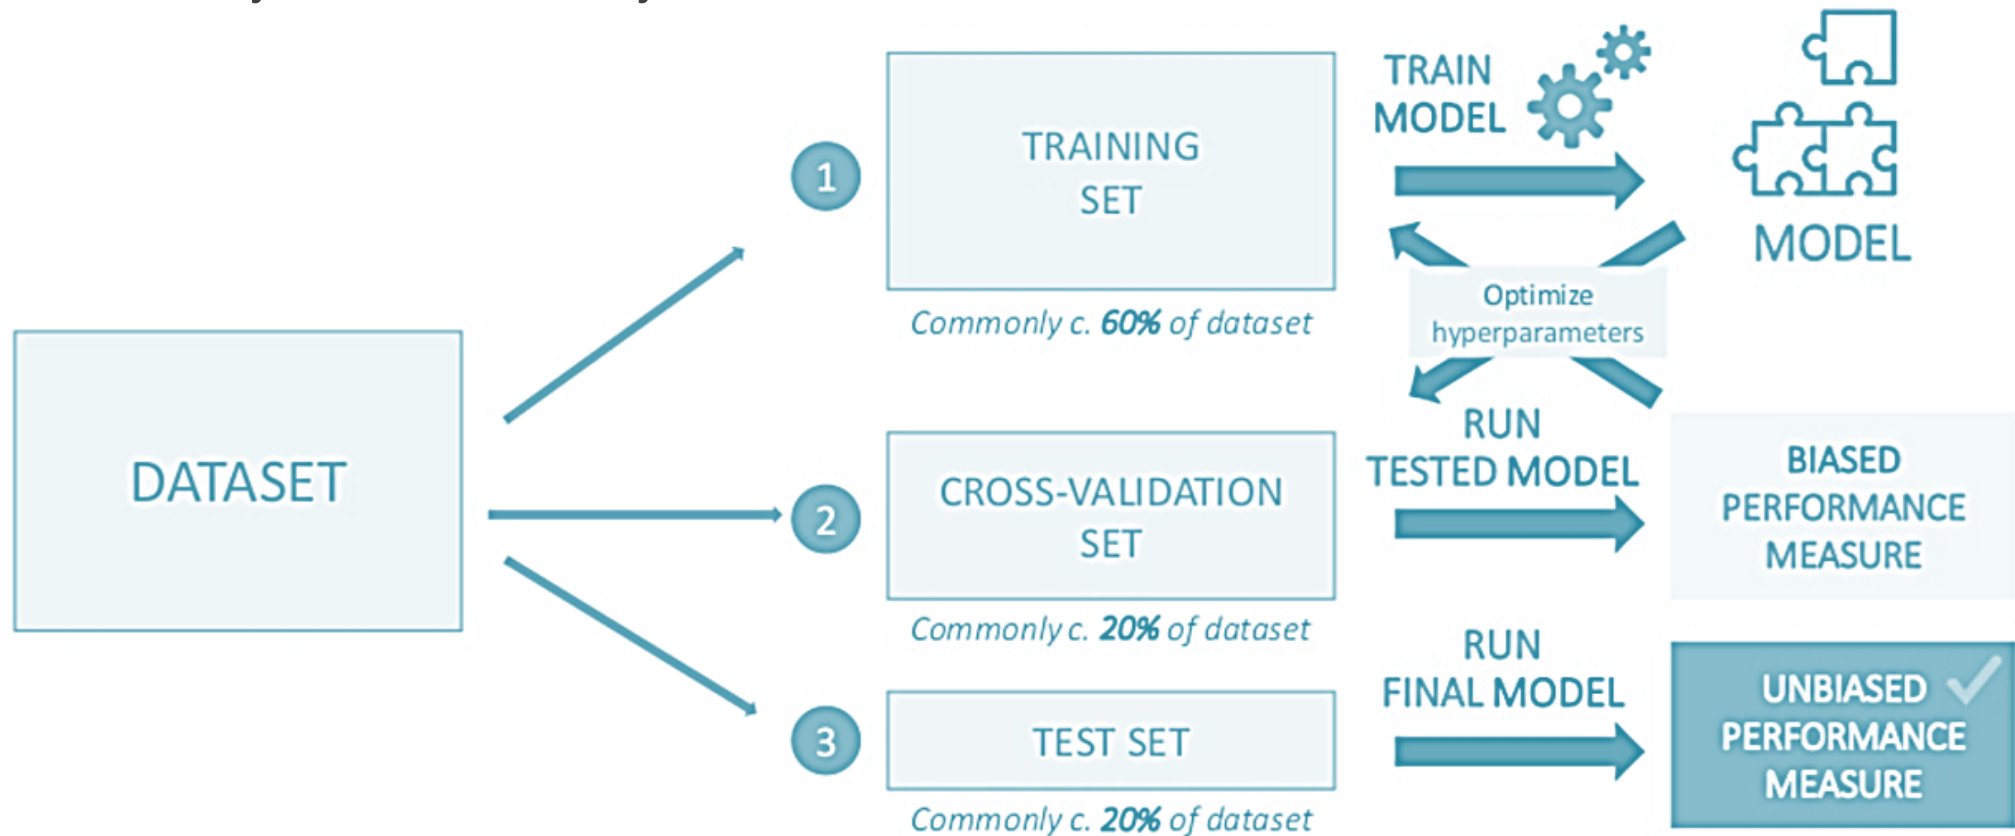 DATASET
1
TRAINING
SET
Commonly c. 60% of dataset
TRAIN
MODEL
MODEL
Optimize
hyperparameters
2
CROSS-VALIDATION
SET
Commonly c. 20% of dataset
RUN
TESTED MODEL
BIASED
PERFORMANCE
MEASURE
3
TEST SET
Commonly c. 20% of dataset
RUN
FINAL MODEL
UNBIASED
PERFORMANCE
MEASURE